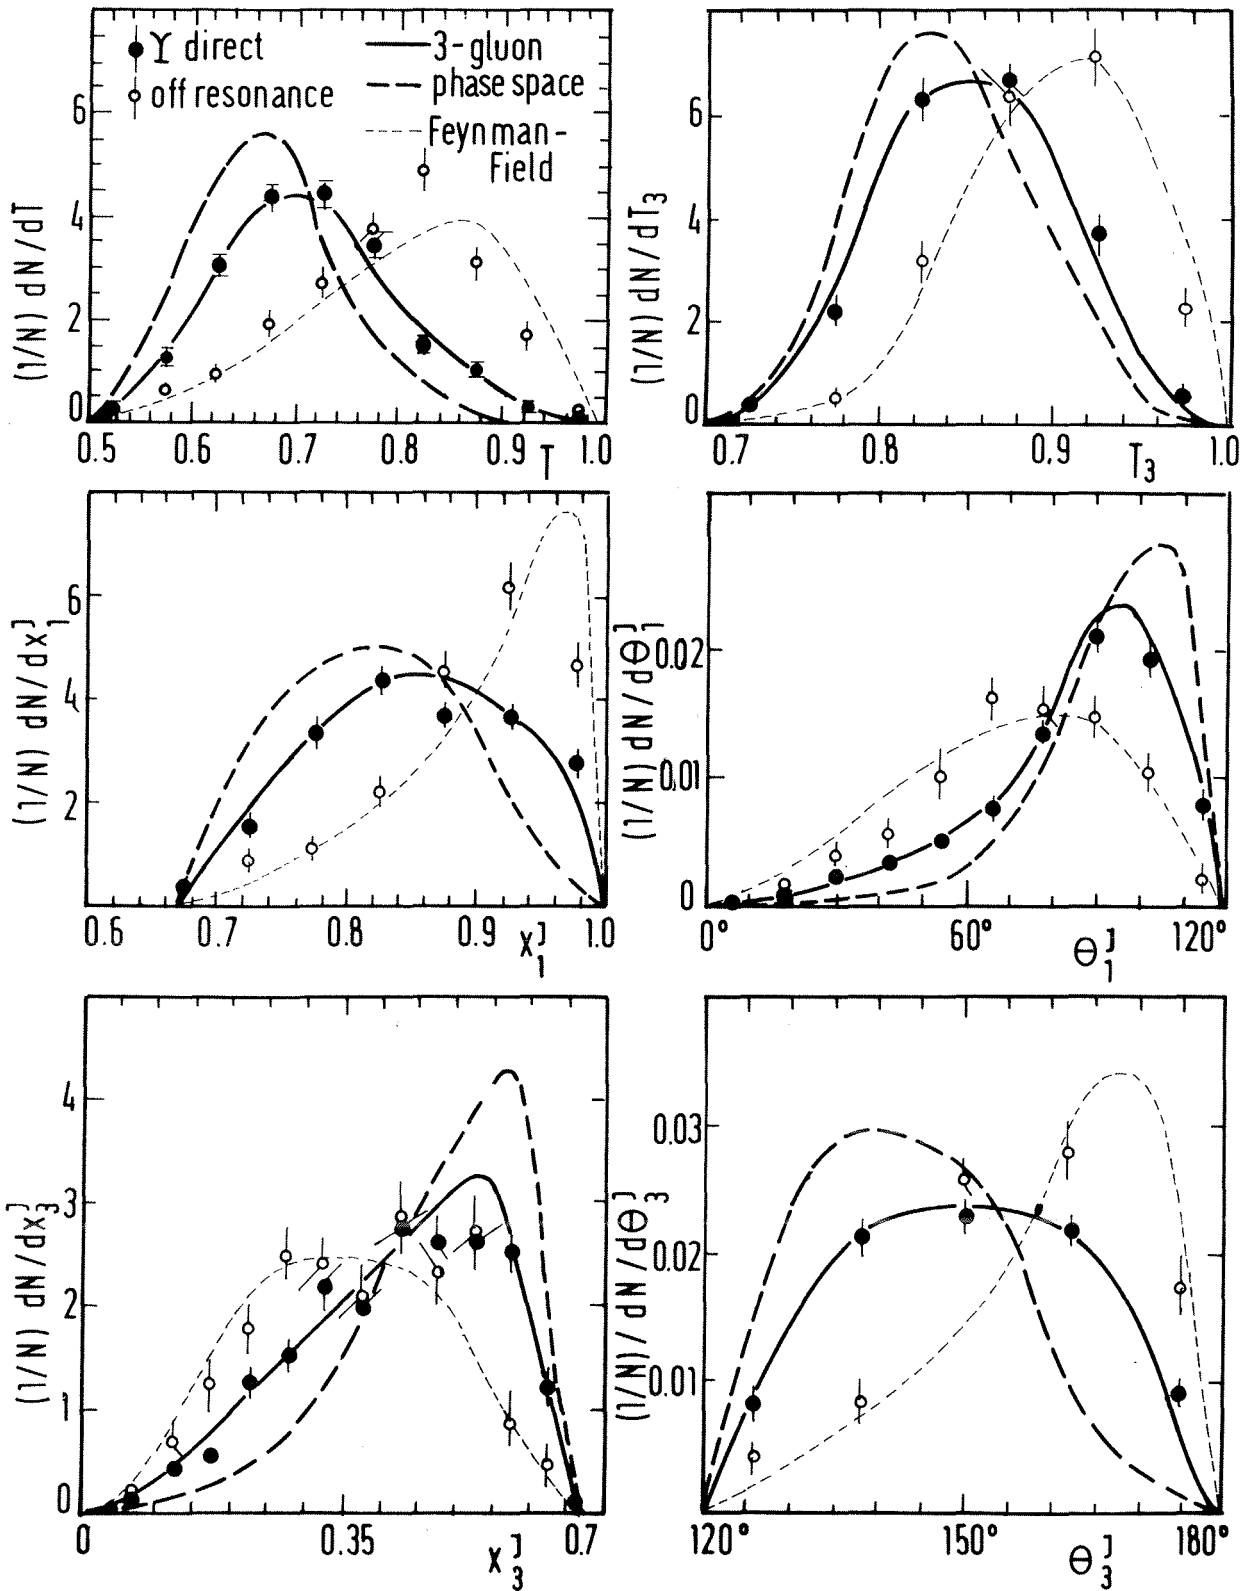 ϒ direct
off resonance
3-gluon
phase space
Feynman-
Field
(1/N) dN/dT
6
4
2
0
0.5 0.6 0.7 0.8 0.9 1.0
T
(1/N) dN/dT₃
6
4
2
0
0.7 0.8 0.9 1.0
T₃
(1/N) dN/dx₁ᴶ
6
4
2
0.6 0.7 0.8 0.9 1.0
x₁ᴶ
(1/N) dN/dΘ₁ᴶ
0.02
0.01
0
0° 60° 120°
Θ₁ᴶ
(1/N) dN/dx₃ᴶ
4
3
2
1
0
0 0.35 0.7
x₃ᴶ
(1/N)/dN/dΘ₃ᴶ
0.03
0.02
0.01
120° 150° 180°
Θ₃ᴶ